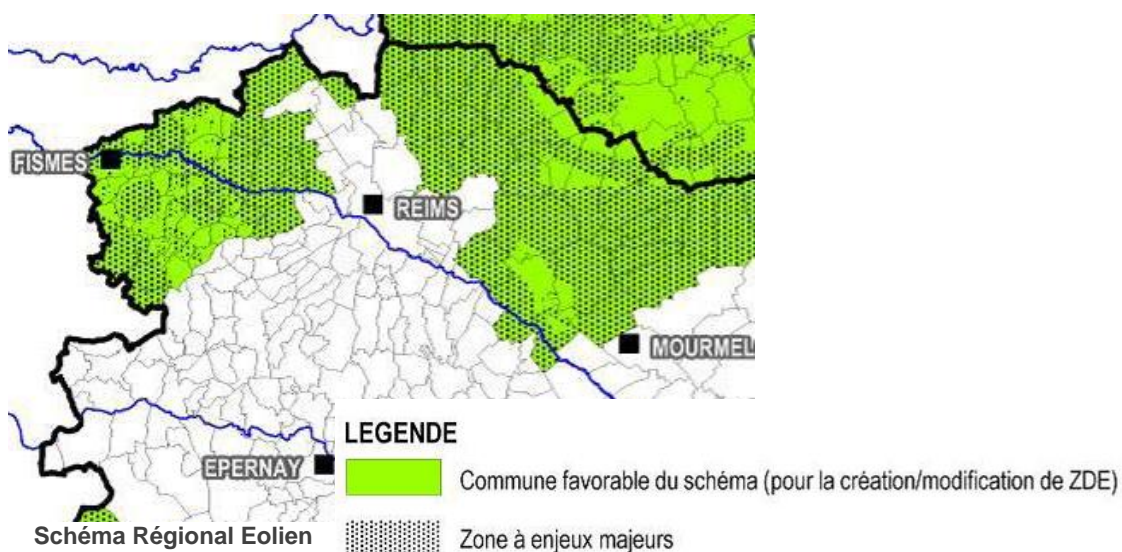 FISMES
REIMS
MOURMEL
EPERNAY
LEGENDE
Commune favorable du schéma (pour la création/modification de ZDE)
Schéma Régional Eolien
Zone à enjeux majeurs